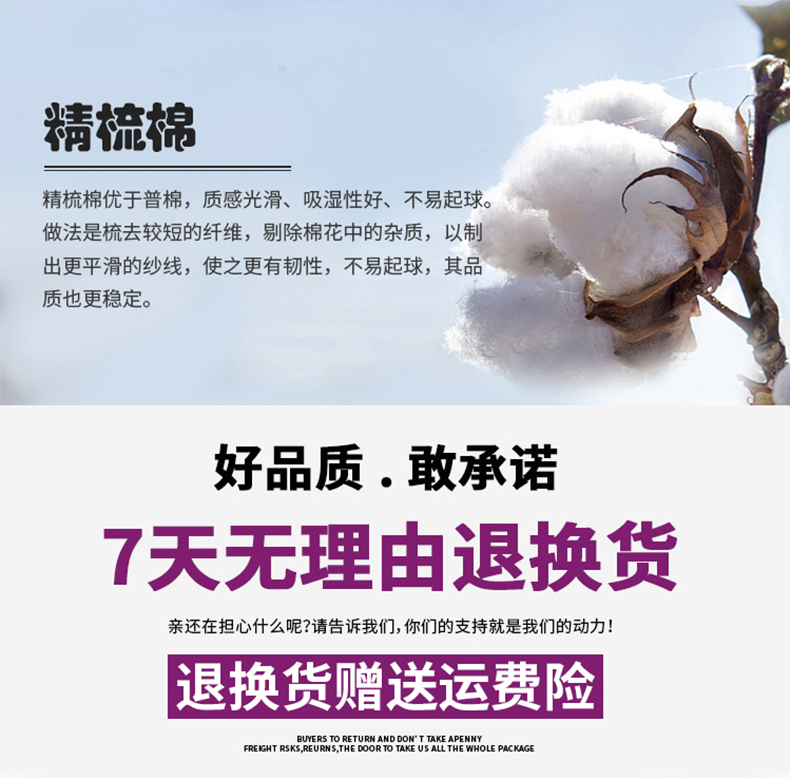 精梳棉
精梳棉优于普棉，质感光滑、吸湿性好、不易起球。
做法是梳去较短的纤维，剔除棉花中的杂质，以制
出更平滑的纱线，使之更有韧性，不易起球，其品
质也更稳定。
好品质 . 敢承诺
7天无理由退换货
亲还在担心什么呢?请告诉我们,你们的支持就是我们的动力!
退换货赠送运费险
BUYERS TO RETURN AND DON' T TAKE APENNY
FREIGHT RSKS,REURNS,THE DOOR TO TAKE US ALL THE WHOLE PACKAGE